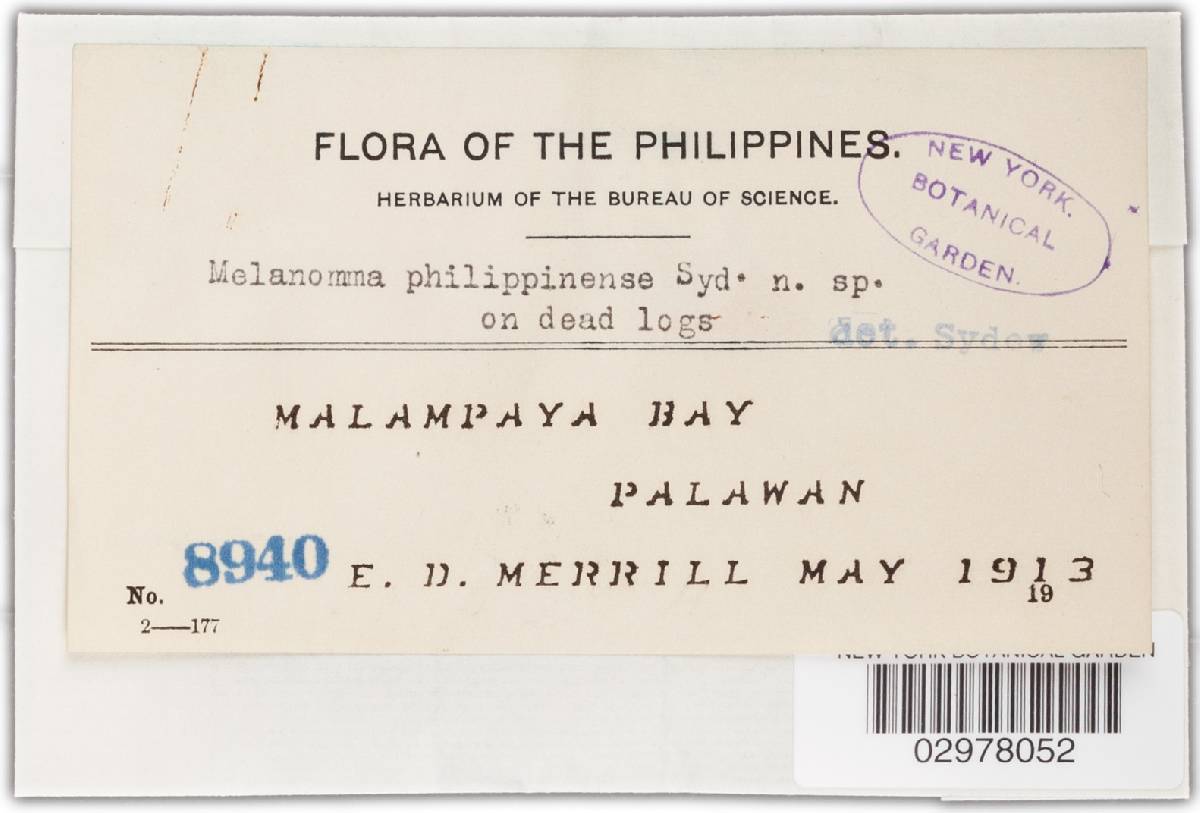 FLORA OF THE PHILIPPINES.
HERBARIUM OF THE BUREAU OF SCIENCE.
NEW YORK.
BOTANICAL
GARDEN.
Melanomma philippinense Syd. n. sp.
on dead logs
det. Sydow
MALAMPAYA BAY
PALAWAN
No. 8940 E. D. MERRILL MAY 1913
19
2——177
NEW YORK BOTANICAL GARDEN
02978052